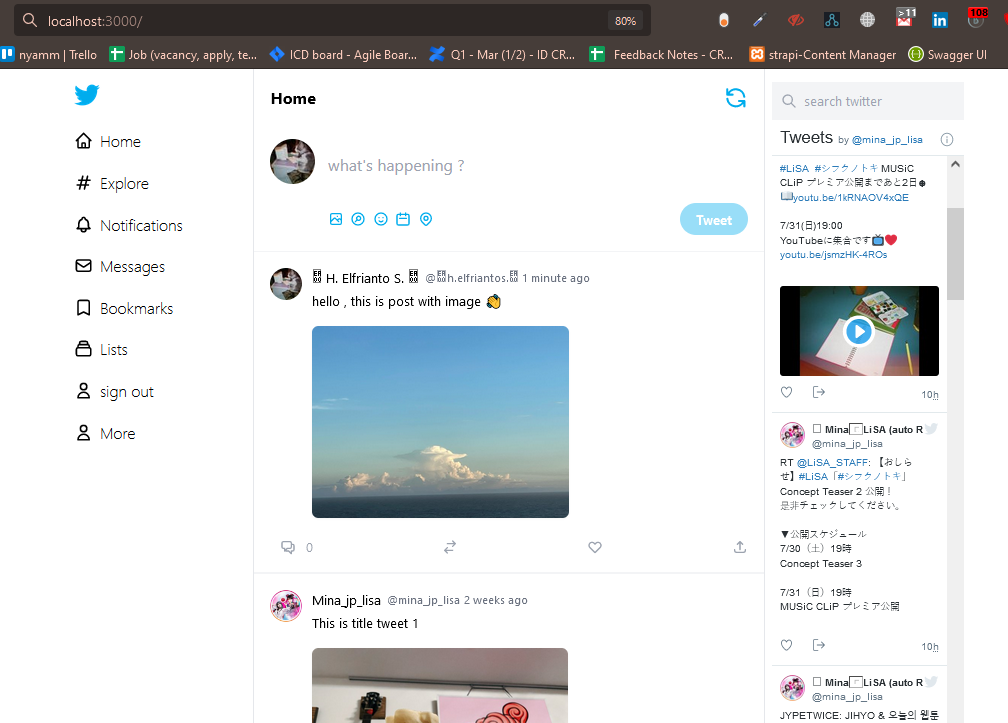 localhost:3000/
80%
>11
108
nyamm | Trello
Job (vacancy, apply, te...
ICD board - Agile Boar...
Q1 - Mar (1/2) - ID CR...
Feedback Notes - CR...
strapi-Content Manager
Swagger UI
Home
Explore
Notifications
Messages
Bookmarks
Lists
sign out
More
Home
what's happening ?
Tweet
H. Elfrianto S.
@h.elfriantos. 1 minute ago
hello , this is post with image 👏
0
Mina_jp_lisa @mina_jp_lisa 2 weeks ago
This is title tweet 1
search twitter
Tweets by @mina_jp_lisa
#LiSA #シフクノトキ MUSiC
CLiP プレミア公開まであと2日
📖youtu.be/1kRNAOV4xQE
7/31(日)19:00
YouTubeに集合です📺❤️
youtu.be/jsmzHK-4ROs
10h
Mina LiSA (auto R
@mina_jp_lisa
RT @LiSA_STAFF: 【おしら
せ】#LiSA「#シフクノトキ」
Concept Teaser 2 公開！
是非チェックしてください。
▼公開スケジュール
7/30（土）19時
Concept Teaser 3
7/31（日）19時
MUSiC CLiP プレミア公開
10h
Mina LiSA (auto R
@mina_jp_lisa
JYPETWICE: JIHYO & 오늘의 웹툰